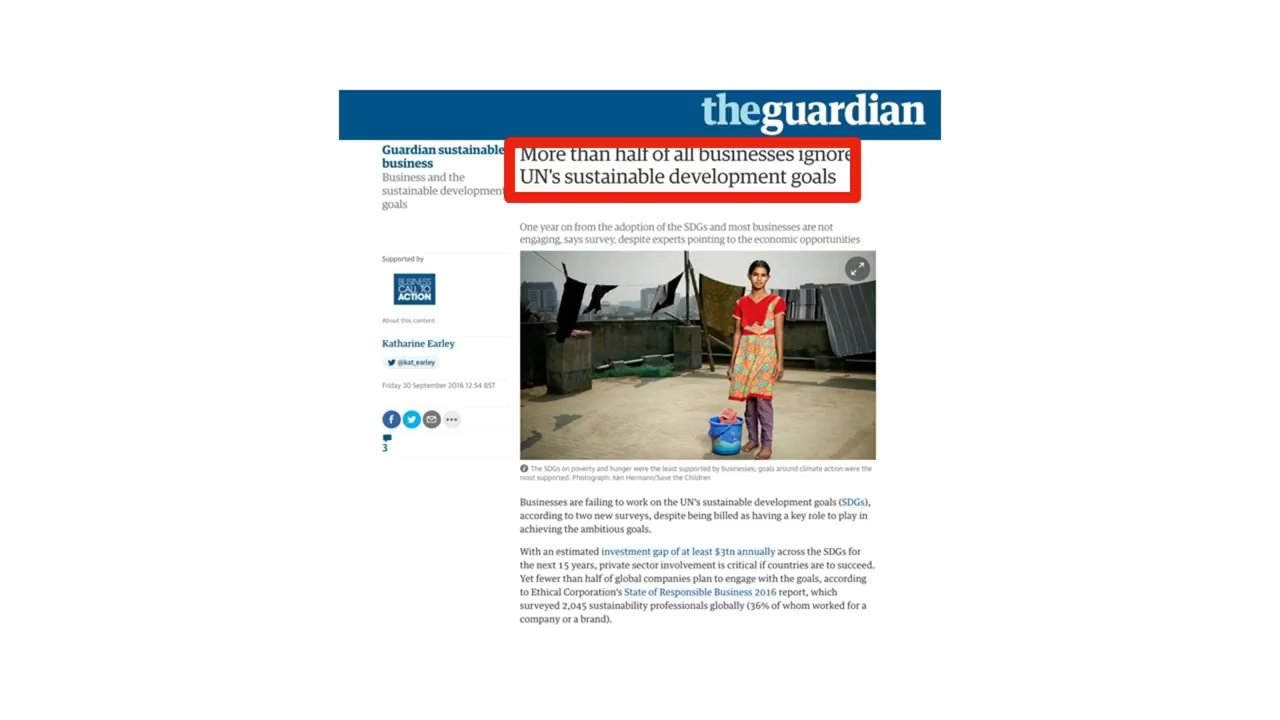 theguardian
Guardian sustainable
business
Business and the
sustainable development
goals
More than half of all businesses ignore
UN's sustainable development goals
One year on from the adoption of the SDGs and most businesses are not
engaging, says survey, despite experts pointing to the economic opportunities
Supported by
BUSINESS
CALL TO
ACTION
About this content
Katharine Earley
@kat_earley
Friday 30 September 2016 12.54 BST
3
The SDGs on poverty and hunger were the least supported by businesses; goals around climate action were the
most supported. Photograph: Ken Hermann/Save the Children
Businesses are failing to work on the UN's sustainable development goals (SDGs),
according to two new surveys, despite being billed as having a key role to play in
achieving the ambitious goals.
With an estimated investment gap of at least $3tn annually across the SDGs for
the next 15 years, private sector involvement is critical if countries are to succeed.
Yet fewer than half of global companies plan to engage with the goals, according
to Ethical Corporation's State of Responsible Business 2016 report, which
surveyed 2,045 sustainability professionals globally (36% of whom worked for a
company or a brand).